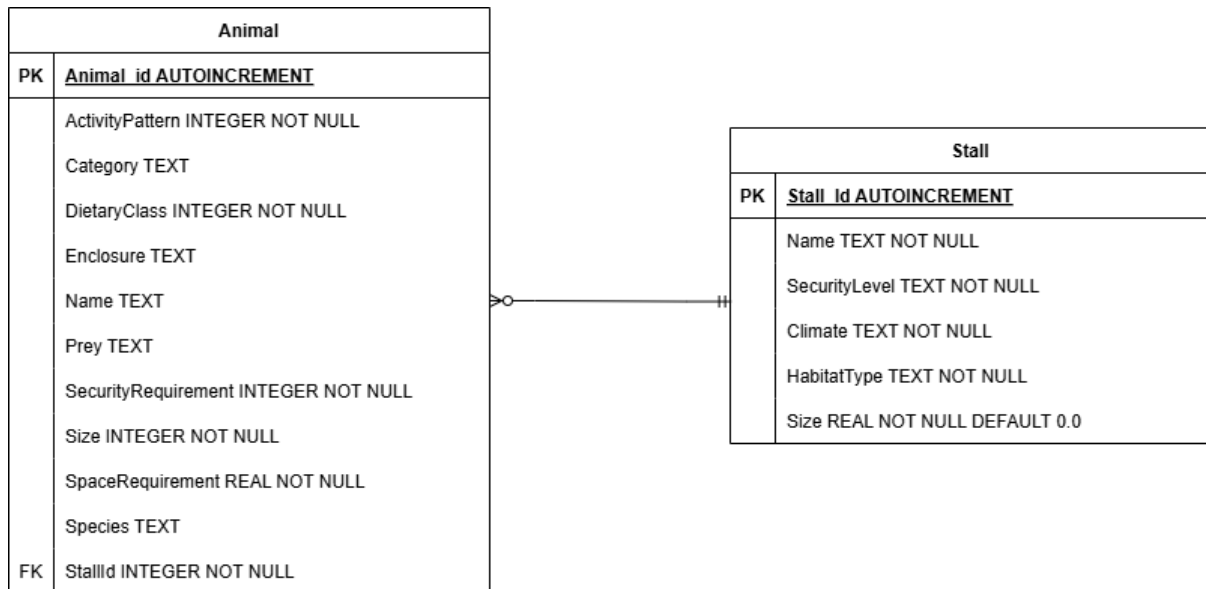 Animal
PK Animal_id AUTOINCREMENT
ActivityPattern INTEGER NOT NULL
Category TEXT
DietaryClass INTEGER NOT NULL
Enclosure TEXT
Name TEXT
Prey TEXT
SecurityRequirement INTEGER NOT NULL
Size INTEGER NOT NULL
SpaceRequirement REAL NOT NULL
Species TEXT
FK StallId INTEGER NOT NULL
Stall
PK Stall_Id AUTOINCREMENT
Name TEXT NOT NULL
SecurityLevel TEXT NOT NULL
Climate TEXT NOT NULL
HabitatType TEXT NOT NULL
Size REAL NOT NULL DEFAULT 0.0